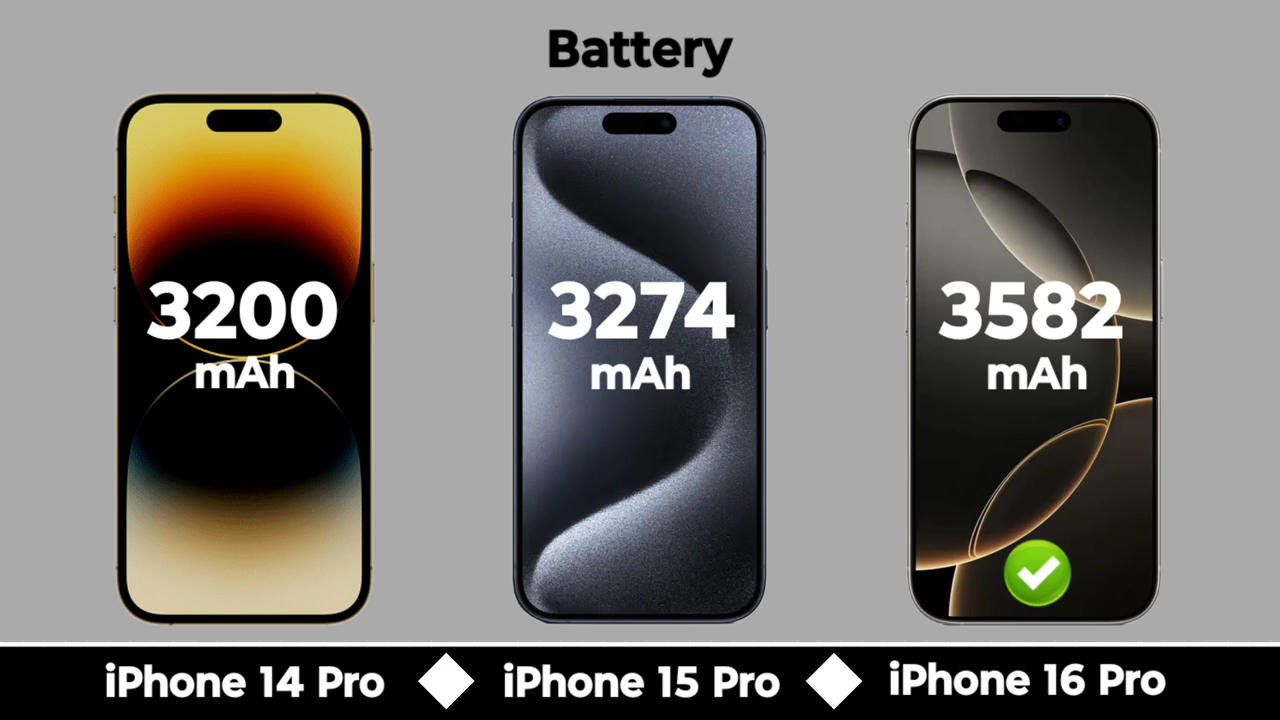 Battery
3200
mAh
3274
mAh
3582
mAh
iPhone 14 Pro
iPhone 15 Pro
iPhone 16 Pro